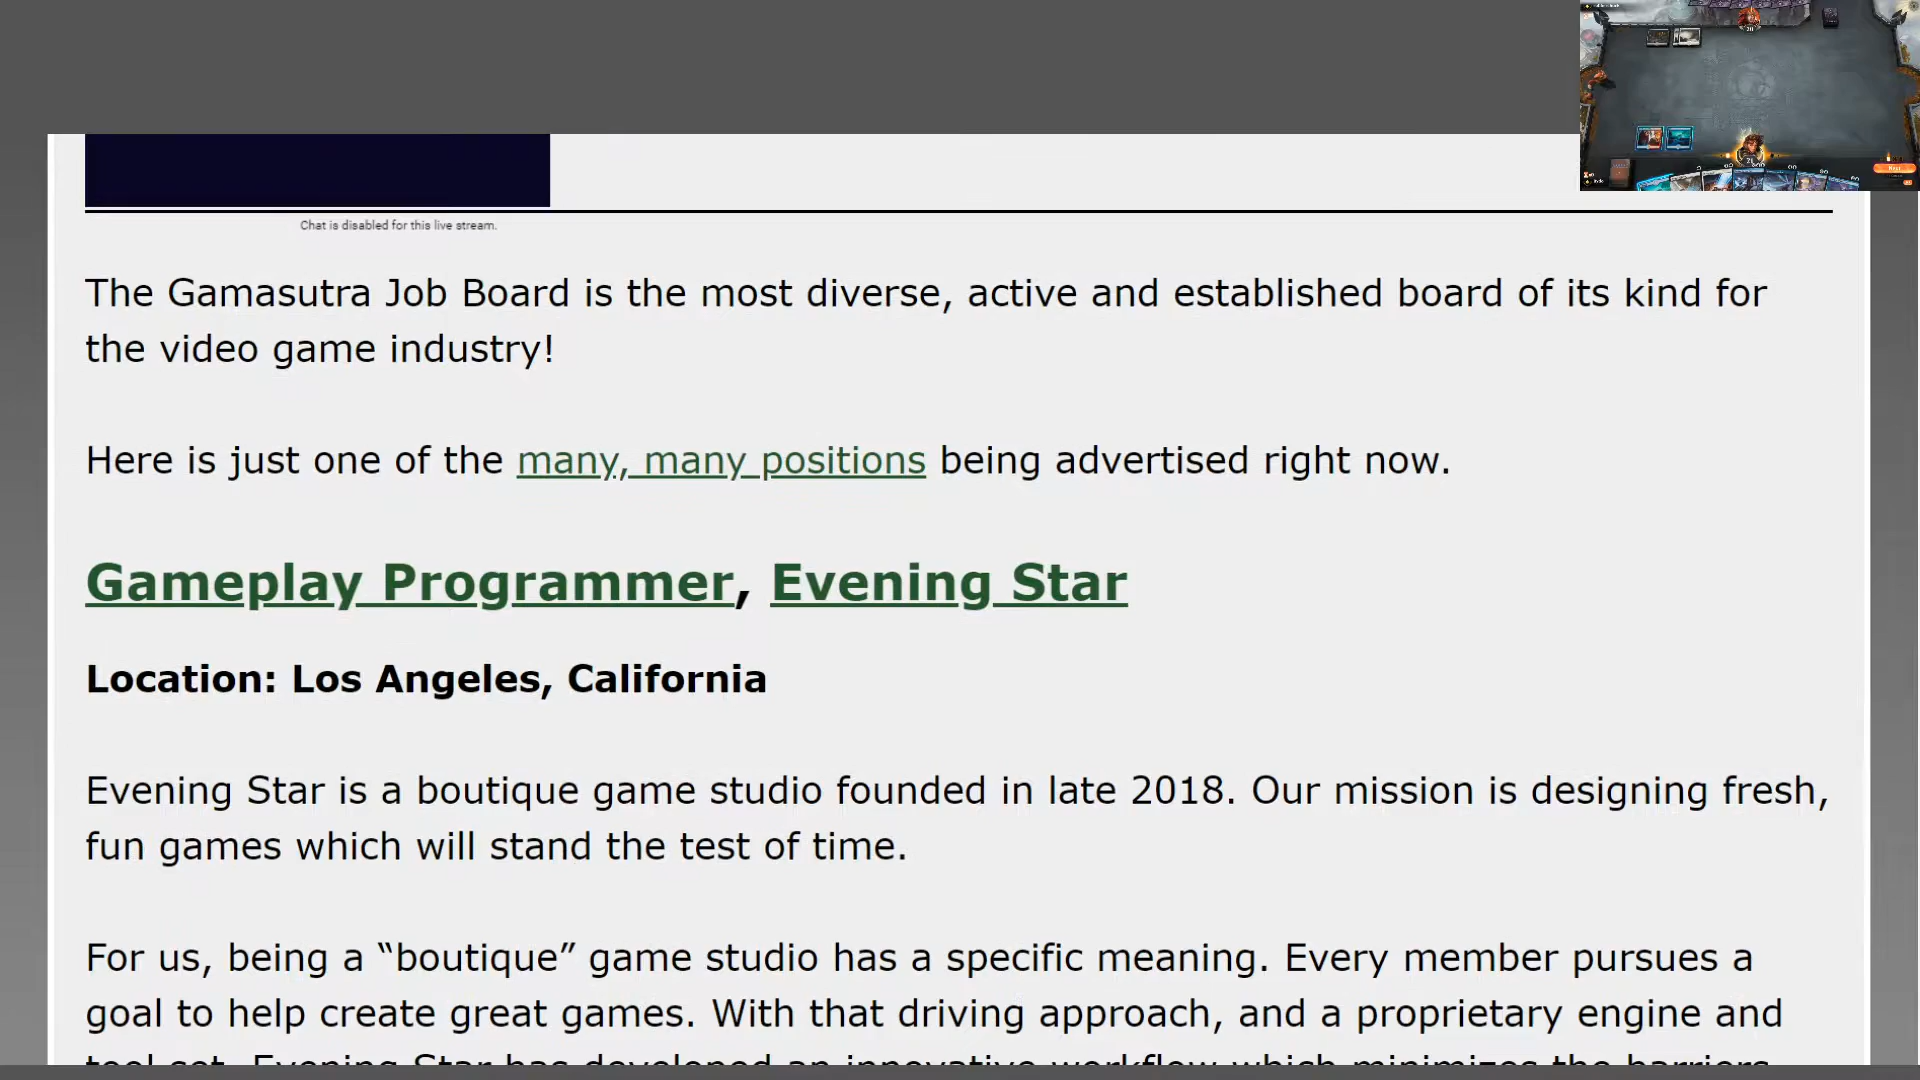 Chat is disabled for this live stream.
The Gamasutra Job Board is the most diverse, active and established board of its kind for
the video game industry!
Here is just one of the many, many positions being advertised right now.
Gameplay Programmer, Evening Star
Location: Los Angeles, California
Evening Star is a boutique game studio founded in late 2018. Our mission is designing fresh,
fun games which will stand the test of time.
For us, being a “boutique” game studio has a specific meaning. Every member pursues a
goal to help create great games. With that driving approach, and a proprietary engine and
tool set, Evening Star has developed an innovative workflow which minimizes the barriers